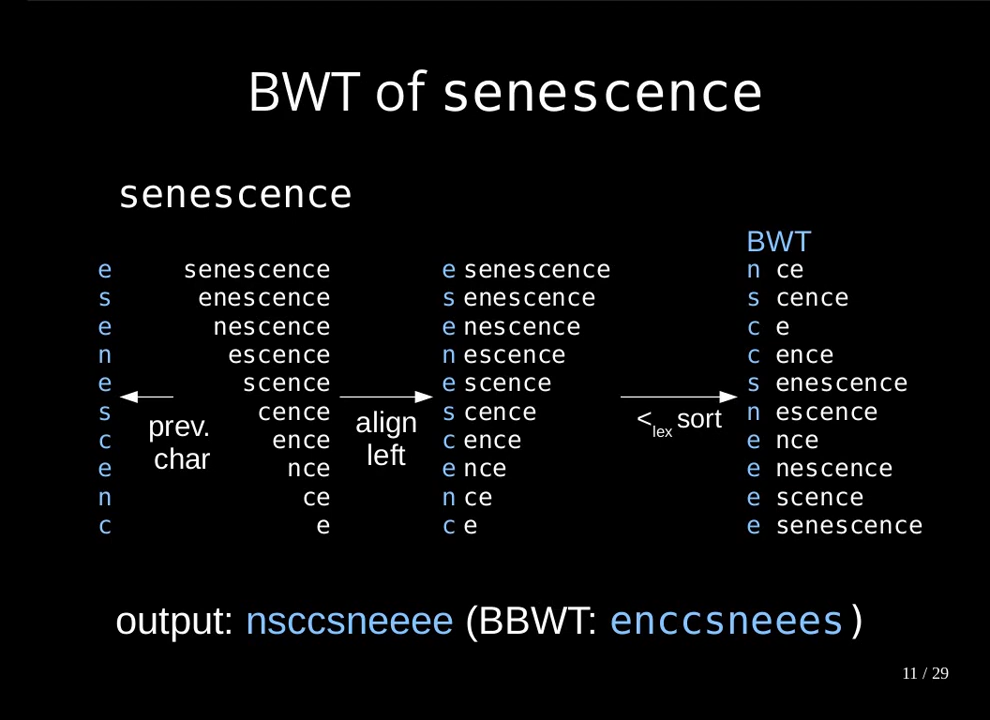 BWT of senescence
senescence
BWT
e senescence e senescence n ce
s enescence s enescence s cence
e nescence e nescence c e
n escence n escence c ence
e scence e scence s enescence
s cence s cence n escence
c ence c ence e nce
e nce e nce e nescence
n ce n ce e scence
c e c e e senescence
prev.
char
align
left
<lex sort
output: nsccsneeee (BBWT: enccsneees)
11 / 29